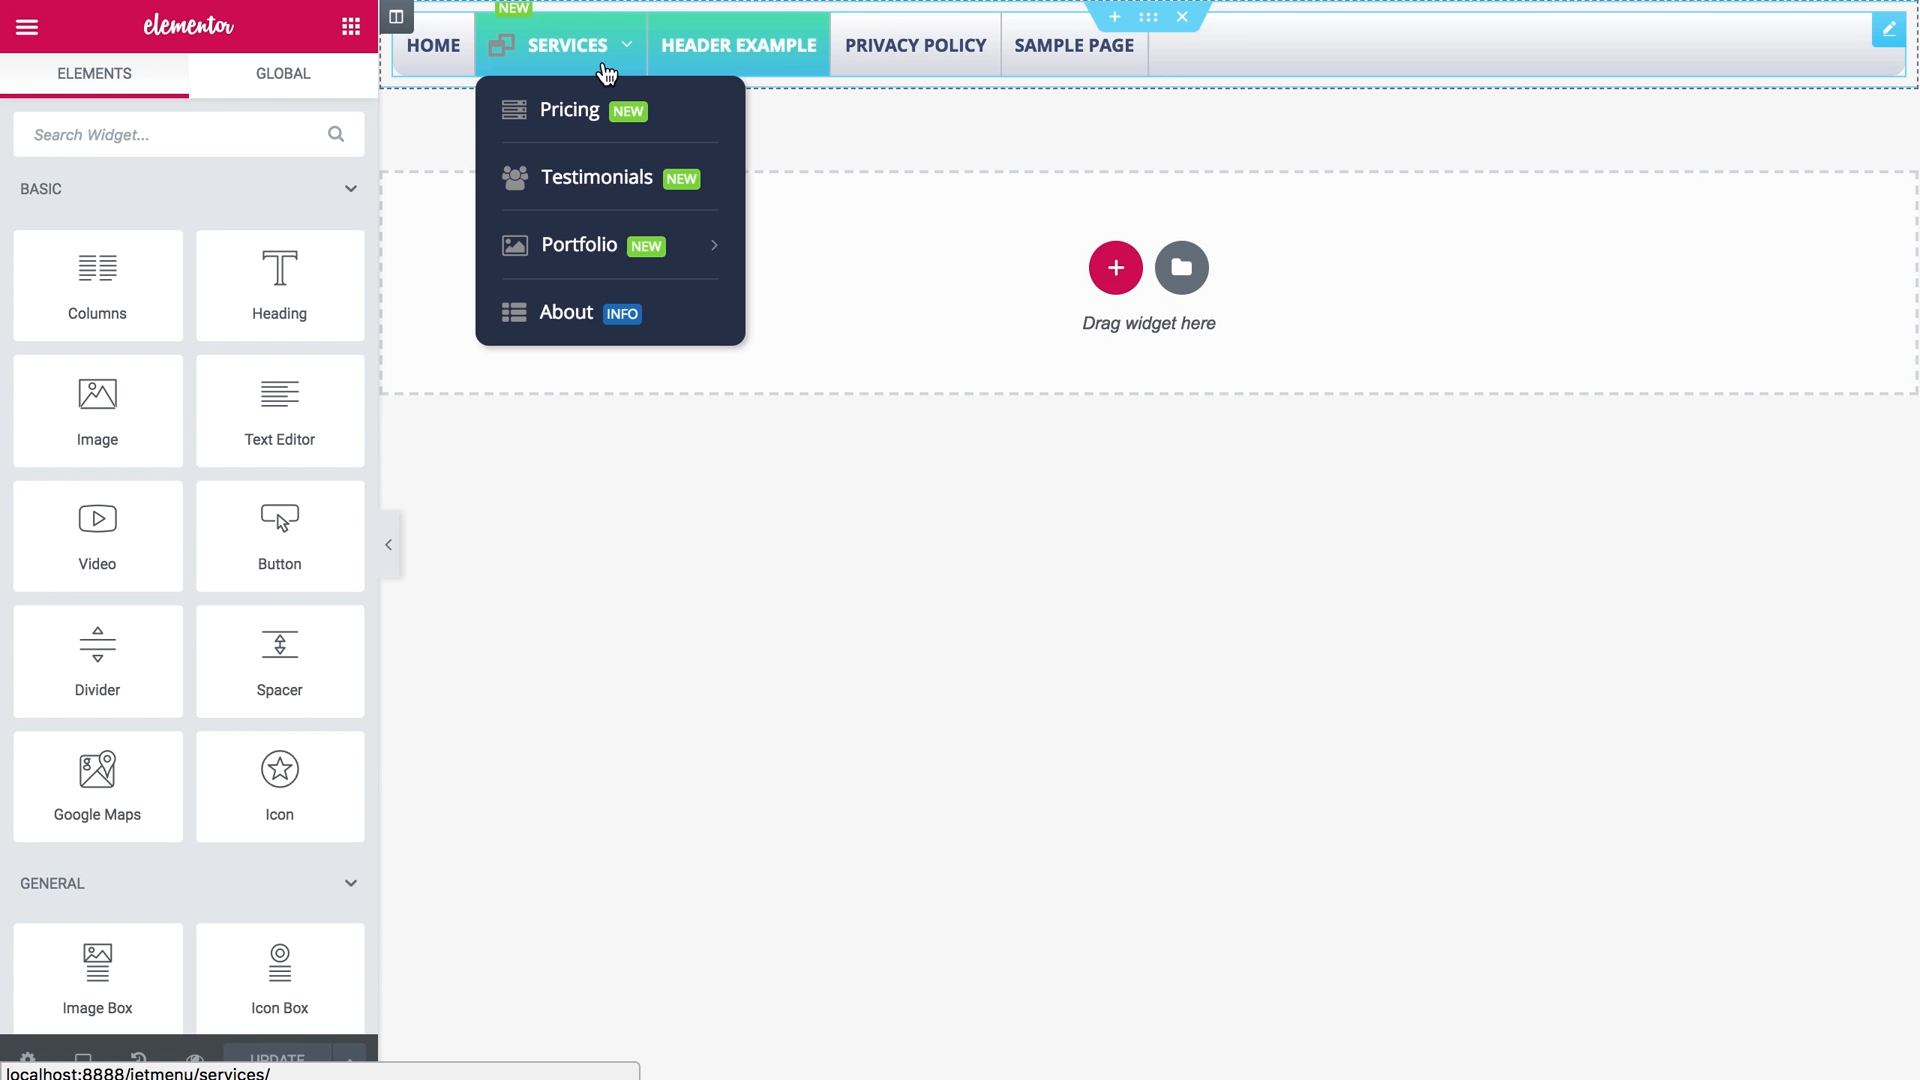 elementor
ELEMENTS
GLOBAL
Search Widget...
BASIC
Columns
Heading
Image
Text Editor
Video
Button
Divider
Spacer
Google Maps
Icon
GENERAL
Image Box
Icon Box
UPDATE
localhost:8888/jetmenu/services/
NEW
HOME
SERVICES
HEADER EXAMPLE
PRIVACY POLICY
SAMPLE PAGE
Pricing NEW
Testimonials NEW
Portfolio NEW
About INFO
Drag widget here